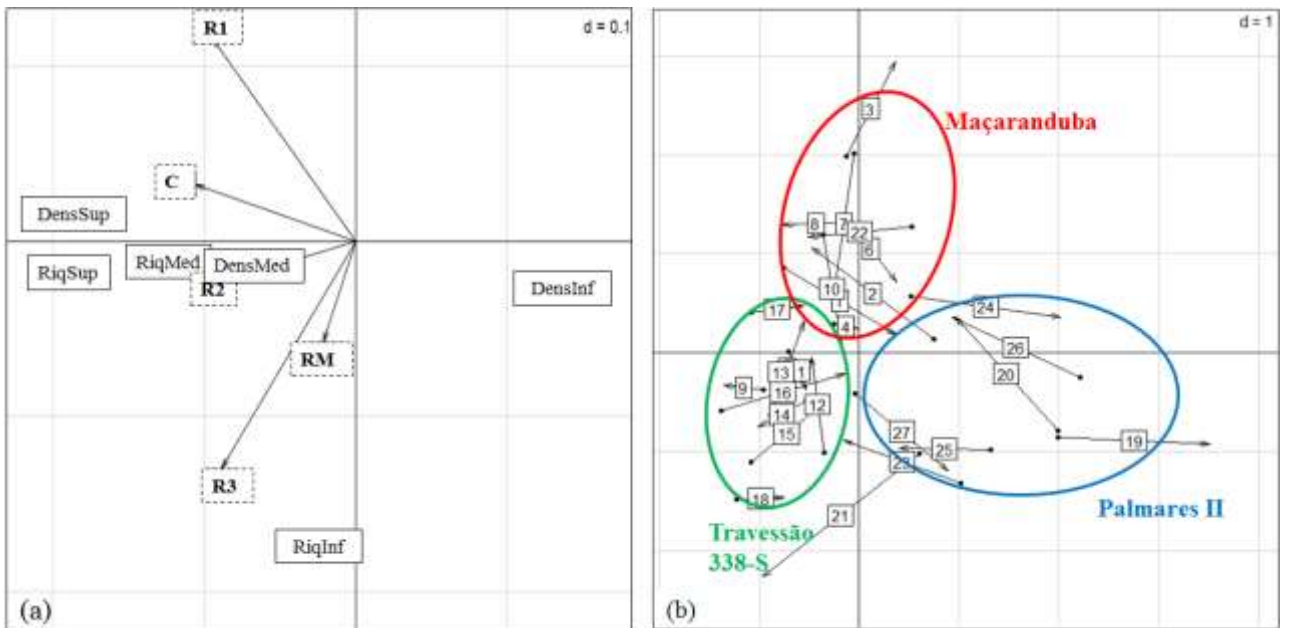 R1
d = 0.1
C
DensSup
RiqSup
RiqMed
DensMed
R2
DensInf
RM
R3
RiqInf
(a)
d = 1
3
Maçaranduba
8
7
22
6
10
1
2
4
17
24
26
20
13
1
9
16
14
12
15
27
25
23
19
18
21
Palmares II
Travessão
338-S
(b)